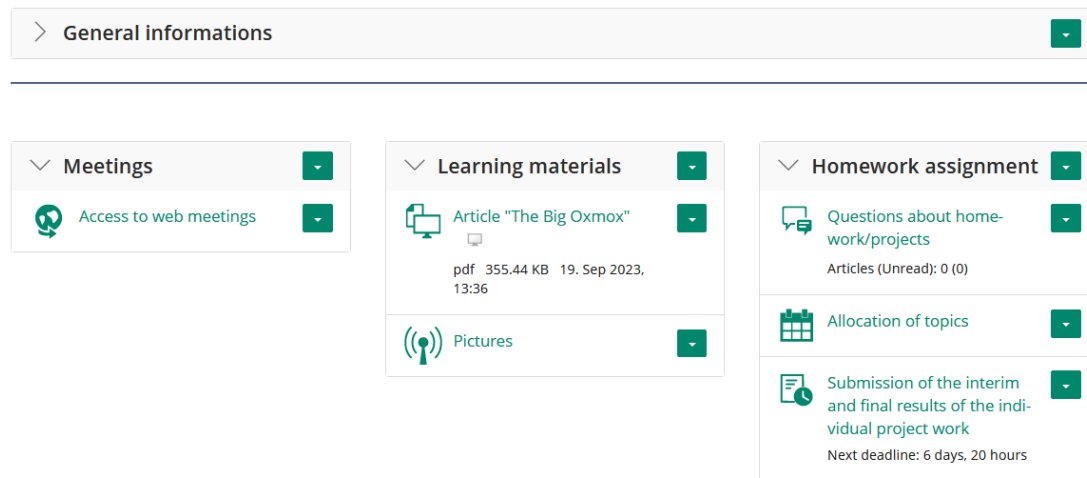 General informations
Meetings
Access to web meetings
Learning materials
Article "The Big Oxmox"
pdf 355.44 KB 19. Sep 2023,
13:36
Pictures
Homework assignment
Questions about home-
work/projects
Articles (Unread): 0 (0)
Allocation of topics
Submission of the interim
and final results of the indi-
vidual project work
Next deadline: 6 days, 20 hours